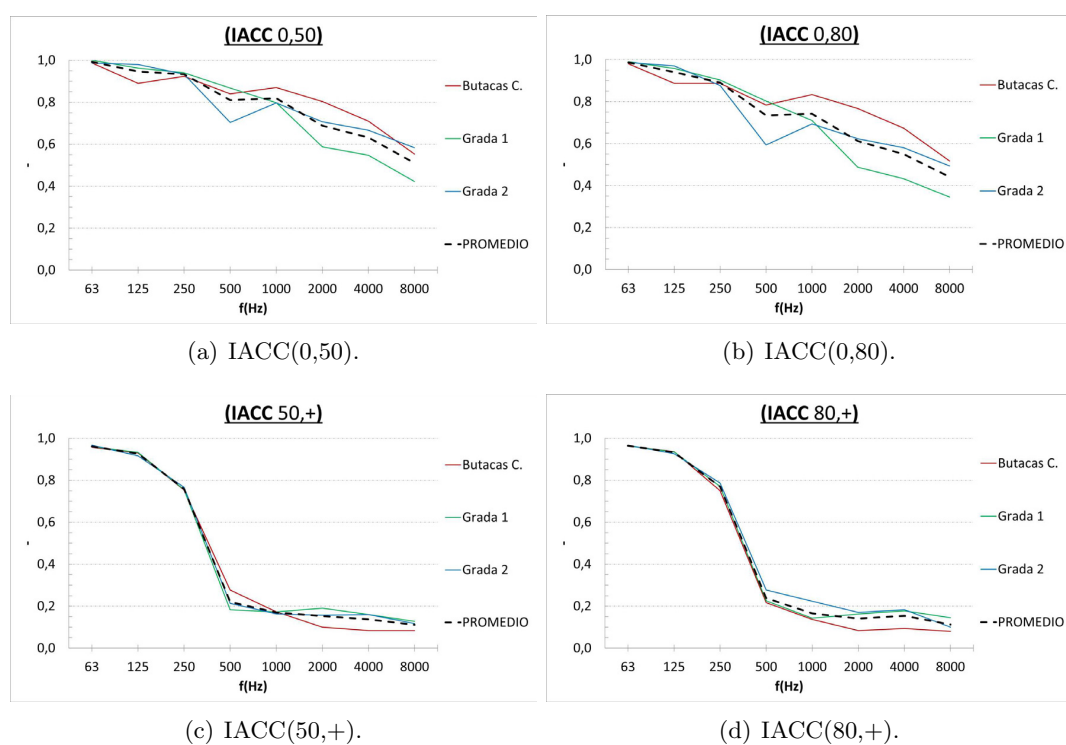 (IACC 0,50)
1,0
0,8
0,6
0,4
0,2
0,0
-
63 125 250 500 1000 2000 4000 8000
f(Hz)
Butacas C.
Grada 1
Grada 2
PROMEDIO
(a) IACC(0,50).
(IACC 0,80)
1,0
0,8
0,6
0,4
0,2
0,0
-
63 125 250 500 1000 2000 4000 8000
f(Hz)
Butacas C.
Grada 1
Grada 2
PROMEDIO
(b) IACC(0,80).
(IACC 50,+)
1,0
0,8
0,6
0,4
0,2
0,0
-
63 125 250 500 1000 2000 4000 8000
f(Hz)
Butacas C.
Grada 1
Grada 2
PROMEDIO
(c) IACC(50,+).
(IACC 80,+)
1,0
0,8
0,6
0,4
0,2
0,0
-
63 125 250 500 1000 2000 4000 8000
f(Hz)
Butacas C.
Grada 1
Grada 2
PROMEDIO
(d) IACC(80,+).